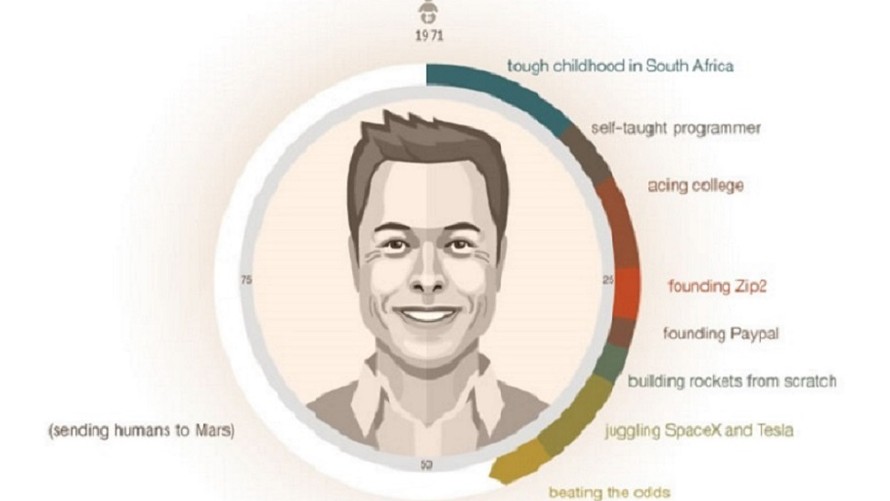 1971
tough childhood in South Africa
self-taught programmer
acing college
75
25
founding Zip2
founding Paypal
building rockets from scratch
(sending humans to Mars)
juggling SpaceX and Tesla
50
beating the odds